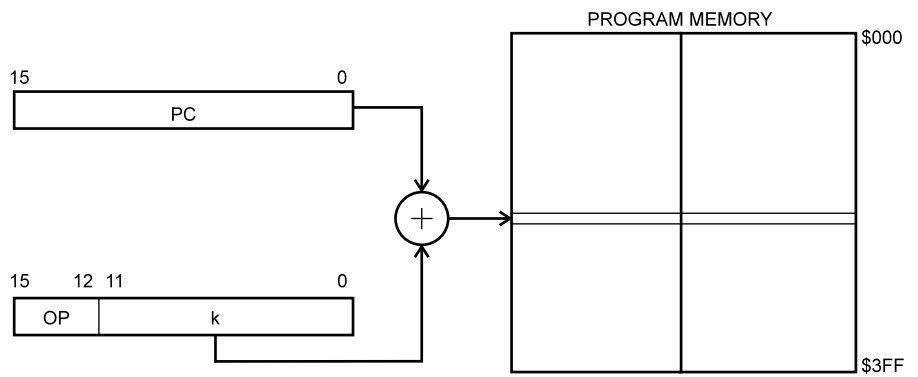 PROGRAM MEMORY
$000
15 0
PC
+
15 12 11 0
OP k
$3FF